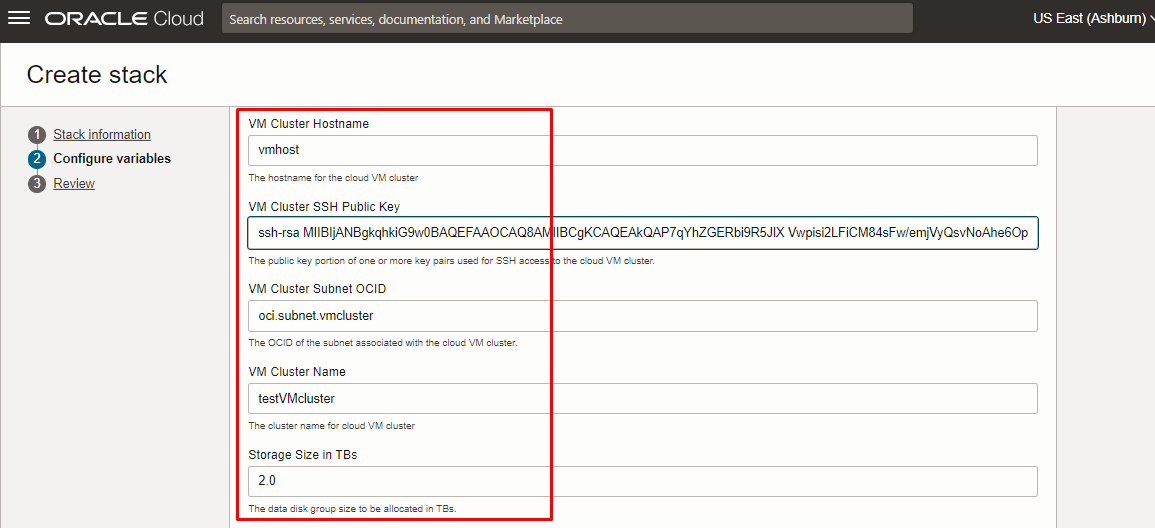 ORACLE Cloud
Search resources, services, documentation, and Marketplace
US East (Ashburn)
Create stack
1 Stack information
2 Configure variables
3 Review
VM Cluster Hostname
vmhost
The hostname for the cloud VM cluster
VM Cluster SSH Public Key
ssh-rsa MIIBIjANBgkqhkiG9w0BAQEFAAOCAQ8AMIIBCgKCAQEAkQAP7qYhZGERbi9R5JIX Vwpisi2LFiCM84sFw/emjVyQsvNoAhe6Op
The public key portion of one or more key pairs used for SSH access to the cloud VM cluster.
VM Cluster Subnet OCID
oci.subnet.vmcluster
The OCID of the subnet associated with the cloud VM cluster.
VM Cluster Name
testVMcluster
The cluster name for cloud VM cluster
Storage Size in TBs
2.0
The data disk group size to be allocated in TBs.